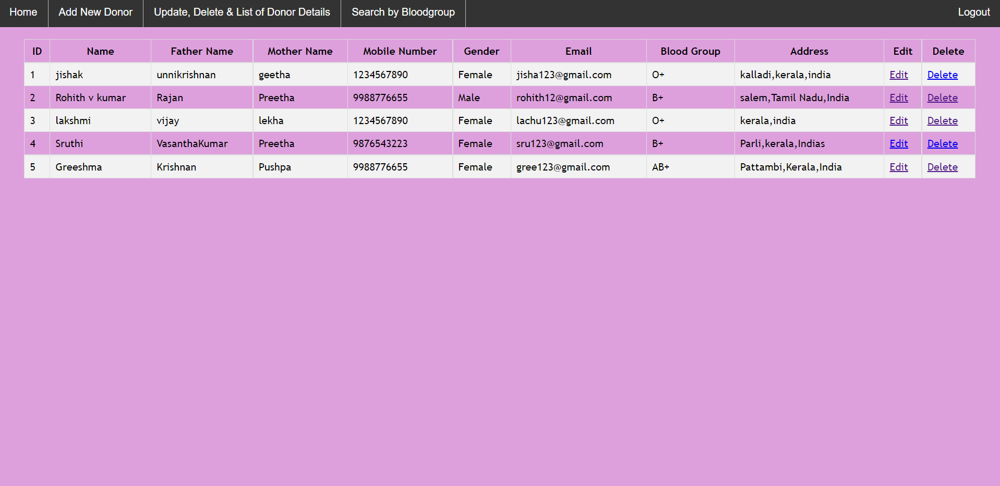 Home Add New Donor Update, Delete & List of Donor Details Search by Bloodgroup Logout
ID Name Father Name Mother Name Mobile Number Gender Email Blood Group Address Edit Delete
1 jishak unnikrishnan geetha 1234567890 Female jisha123@gmail.com O+ kalladi,kerala,india Edit Delete
2 Rohith v kumar Rajan Preetha 9988776655 Male rohith12@gmail.com B+ salem,Tamil Nadu,India Edit Delete
3 lakshmi vijay lekha 1234567890 Female lachu123@gmail.com O+ kerala,india Edit Delete
4 Sruthi VasanthaKumar Preetha 9876543223 Female sru123@gmail.com B+ Parli,kerala,Indias Edit Delete
5 Greeshma Krishnan Pushpa 9988776655 Female gree123@gmail.com AB+ Pattambi,Kerala,India Edit Delete